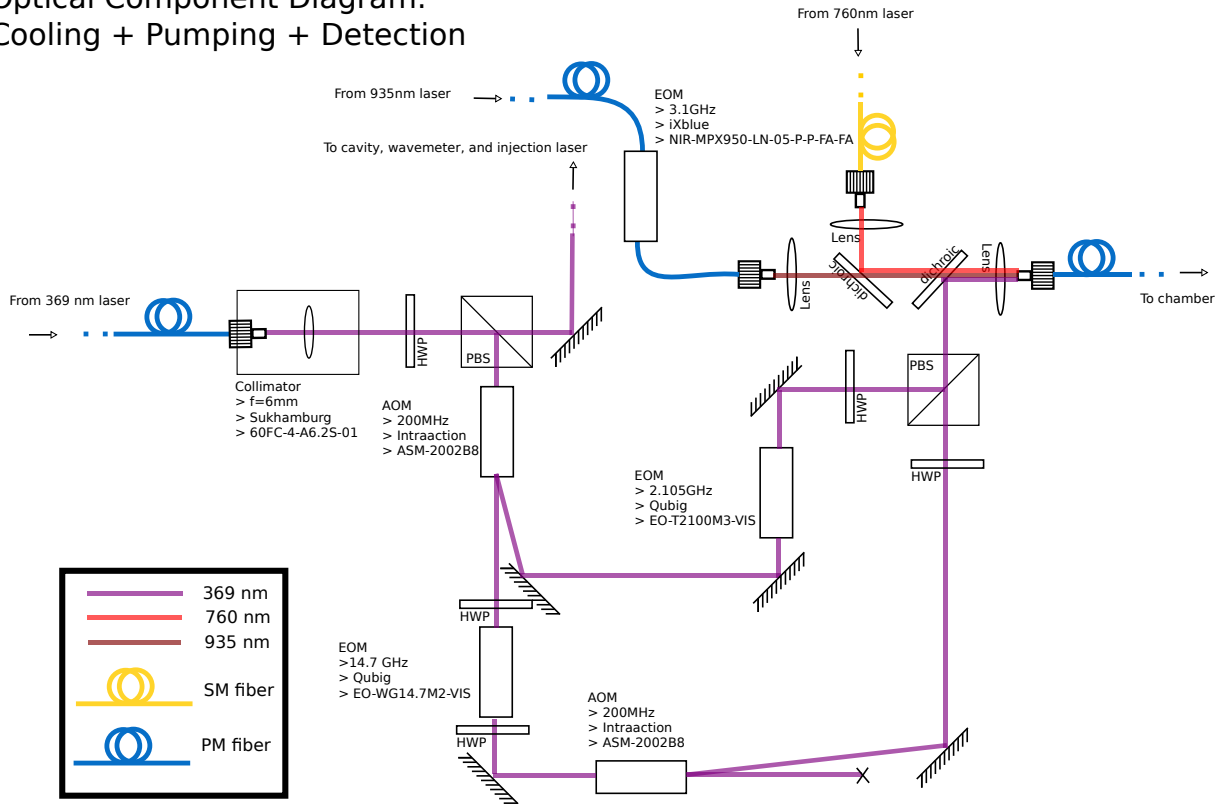 Optical Component Diagram:
Cooling + Pumping + Detection
From 760nm laser
From 935nm laser
EOM
> 3.1GHz
> iXblue
> NIR-MPX950-LN-05-P-P-FA-FA
To cavity, wavemeter, and injection laser
Lens
dichroic
dichroic
Lens
Lens
To chamber
From 369 nm laser
HWP
PBS
Collimator
> f=6mm
> Sukhamburg
> 60FC-4-A6.2S-01
AOM
> 200MHz
> Intraaction
> ASM-2002B8
HWP
PBS
HWP
EOM
> 2.105GHz
> Qubig
> EO-T2100M3-VIS
HWP
EOM
>14.7 GHz
> Qubig
> EO-WG14.7M2-VIS
HWP
AOM
> 200MHz
> Intraaction
> ASM-2002B8
369 nm
760 nm
935 nm
SM fiber
PM fiber